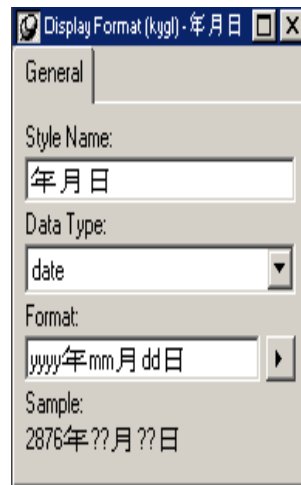 Display Format (kygl) - 年月日
General
Style Name:
年月日
Data Type:
date
Format:
yyyy年mm月dd日
Sample:
2876年??月??日